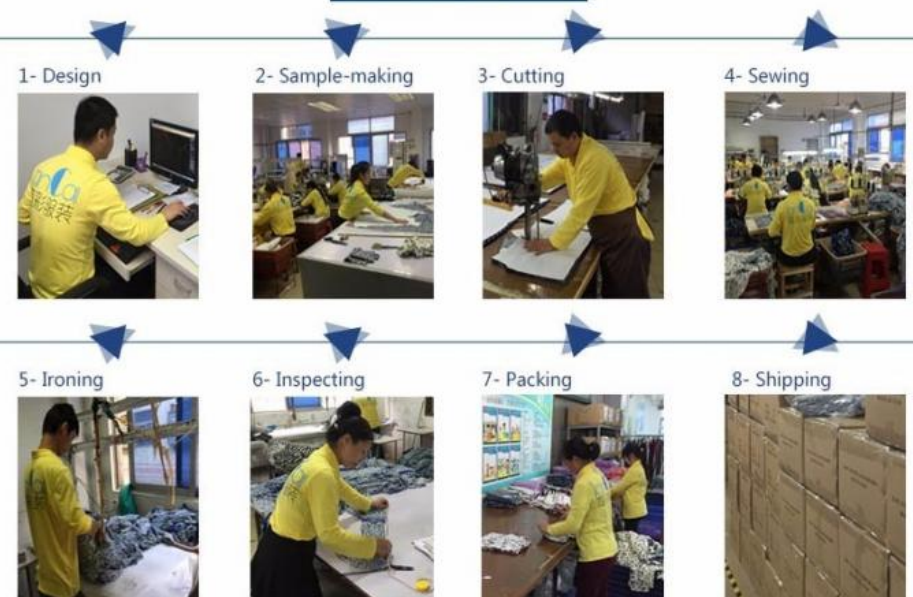 1- Design
2- Sample-making
3- Cutting
4- Sewing
5- Ironing
6- Inspecting
7- Packing
8- Shipping